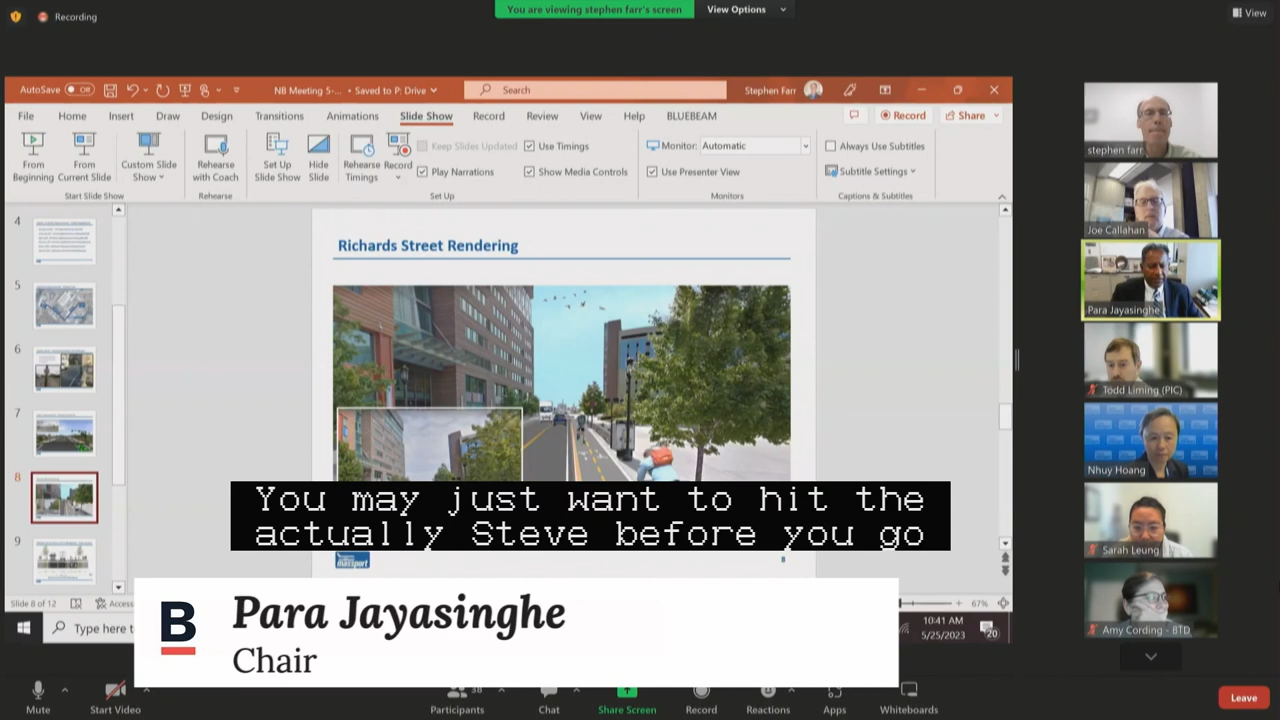 Recording
You are viewing stephen farr's screen
View Options
View
AutoSave Off
NB Meeting 5-... • Saved to P: Drive
Search
Stephen Farr
File Home Insert Draw Design Transitions Animations Slide Show Record Review View Help BLUEBEAM
Record
Share
From Beginning
From Current Slide
Custom Slide Show
Rehearse with Coach
Set Up Slide Show
Hide Slide
Rehearse Timings
Record
Keep Slides Updated
Play Narrations
Use Timings
Show Media Controls
Monitor: Automatic
Use Presenter View
Always Use Subtitles
Subtitle Settings
Start Slide Show
Rehearse
Set Up
Monitors
Captions & Subtitles
4
5
6
7
8
9
Richards Street Rendering
massport
8
You may just want to hit the
actually Steve before you go
Slide 8 of 12
Access
67%
Type here t
10:41 AM
5/25/2023
20
B
Para Jayasinghe
Chair
stephen farr
Joe Callahan
Para Jayasinghe
Todd Liming (PIC)
Nhuy Hoang
Sarah Leung
Amy Cording - BTD
Mute
Start Video
Participants
38
Chat
Share Screen
Record
Reactions
Apps
Whiteboards
Leave